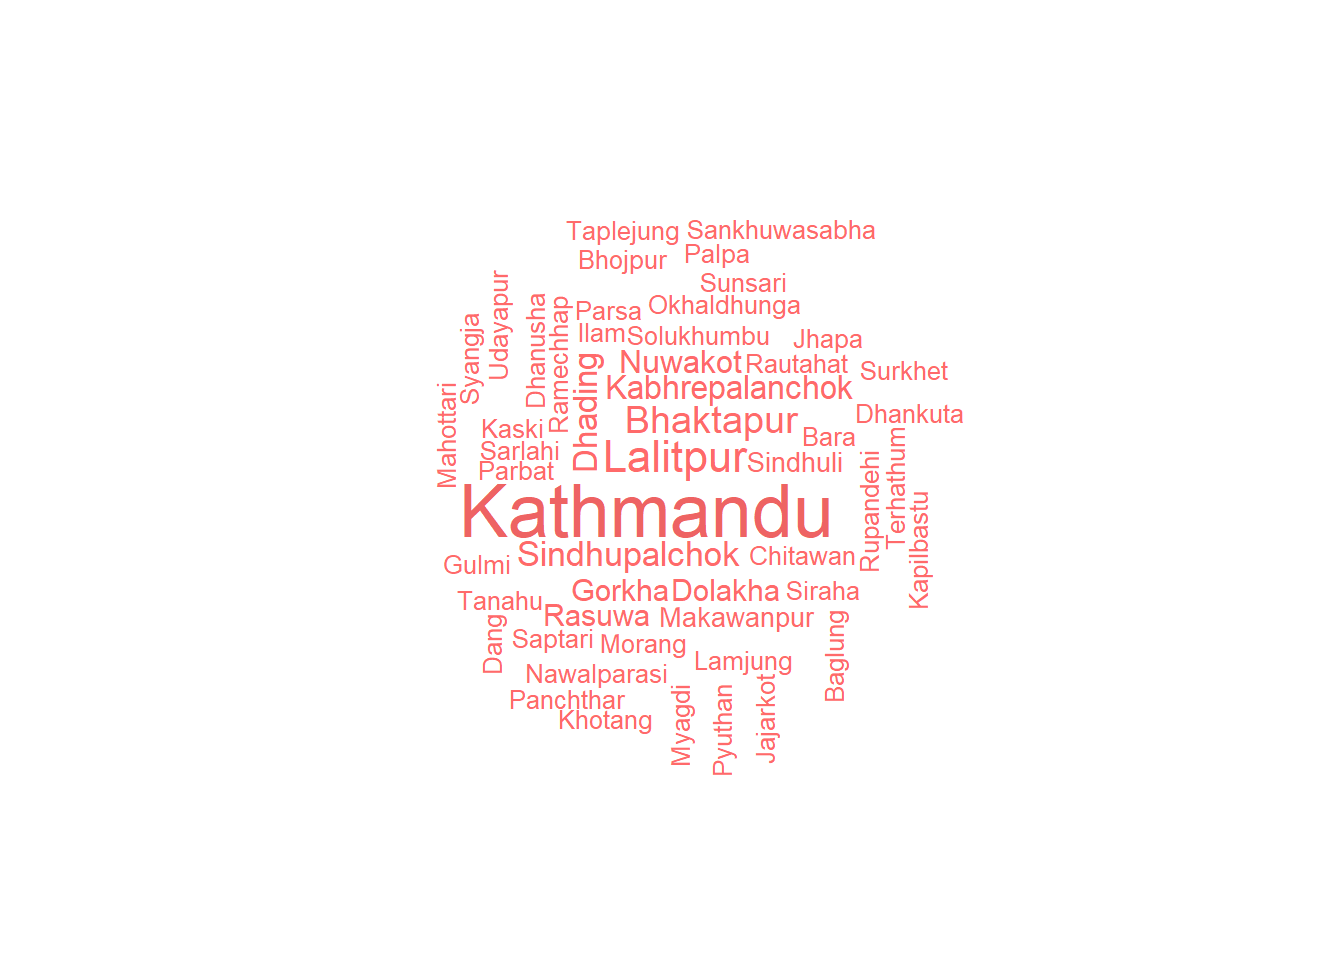 Taplejung Sankhuwasabha
Bhojpur Palpa
Sunsari
Udayapur
Dhanusha
Ramechhap
Parsa Okhaldhunga
Syangja
Ilam Solukhumbu Jhapa
Dhading
Nuwakot Rautahat Surkhet
Mahottari
Kabhrepalanchok
Kaski Bhaktapur Bara Dhankuta
Sarlahi Lalitpur Sindhuli
Parbat
Rupandehi
Terhathum
Kapilbastu
Kathmandu
Gulmi Sindhupalchok Chitawan
Gorkha Dolakha Siraha
Tanahu Rasuwa Makawanpur
Dang
Saptari Morang
Baglung
Nawalparasi Lamjung
Panchthar
Khotang
Myagdi
Pyuthan
Jajarkot